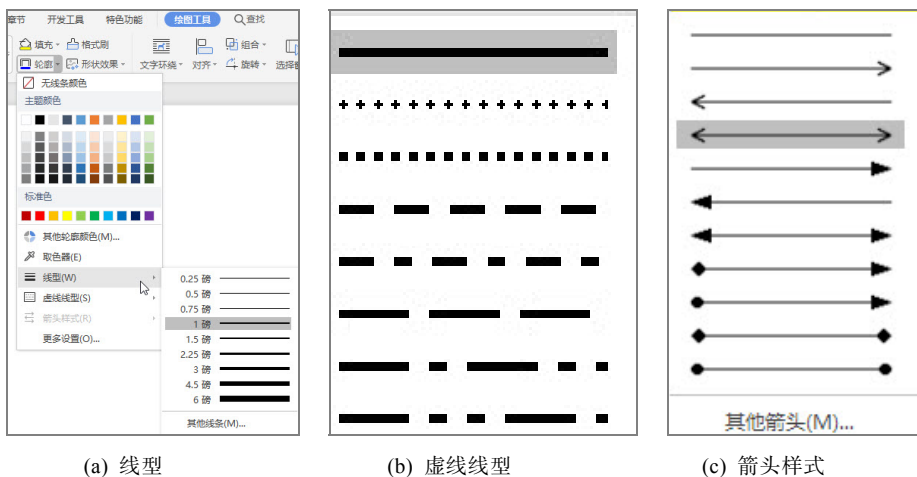 章节 开发工具 特色功能 绘图工具 查找
填充 格式刷 组合
轮廓 形状效果 文字环绕 对齐 旋转
无线条颜色
主题颜色
标准色
其他轮廓颜色(M)...
取色器(E)
线型(W)
虚线线型(S)
箭头样式(R)
更多设置(O)...
0.25 磅
0.5 磅
0.75 磅
1 磅
1.5 磅
2.25 磅
3 磅
4.5 磅
6 磅
其他线条(M)...
其他箭头(M)...
(a) 线型 (b) 虚线线型 (c) 箭头样式